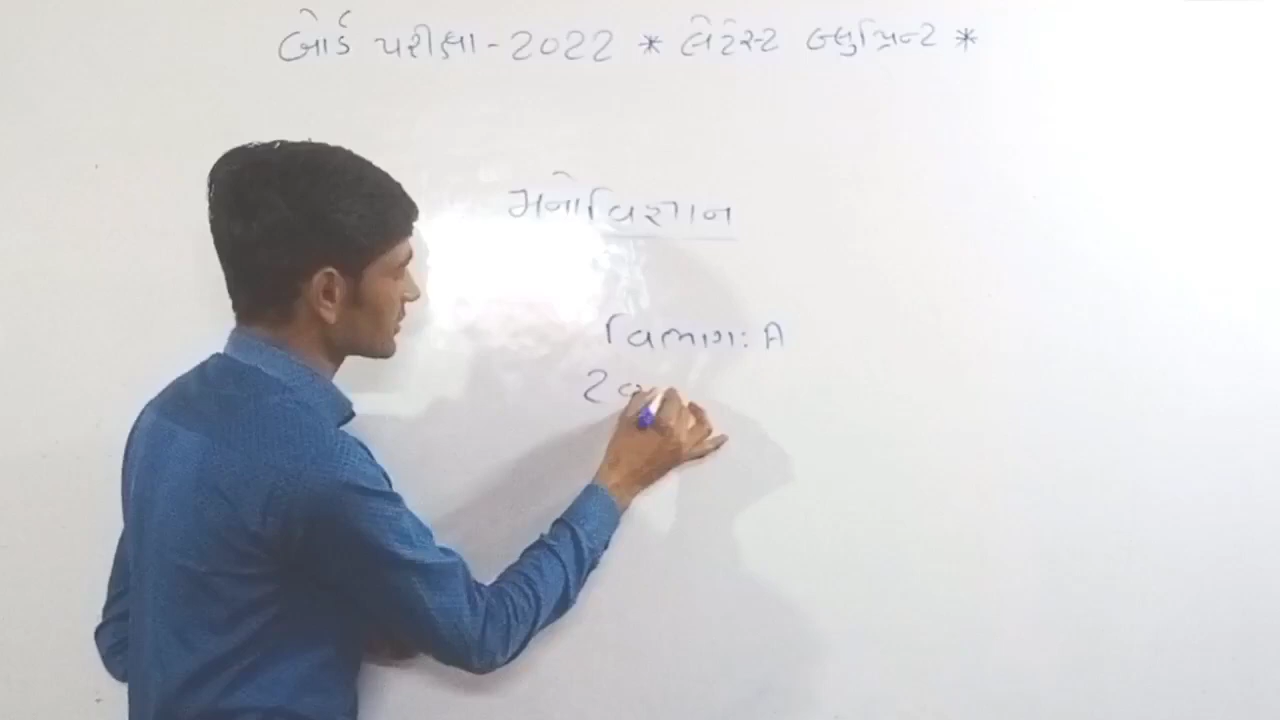 બોર્ડ પરીક્ષા-2022 * લેટેસ્ટ બ્લુપ્રિન્ટ *
મનોવિજ્ઞાન
વિભાગ: A